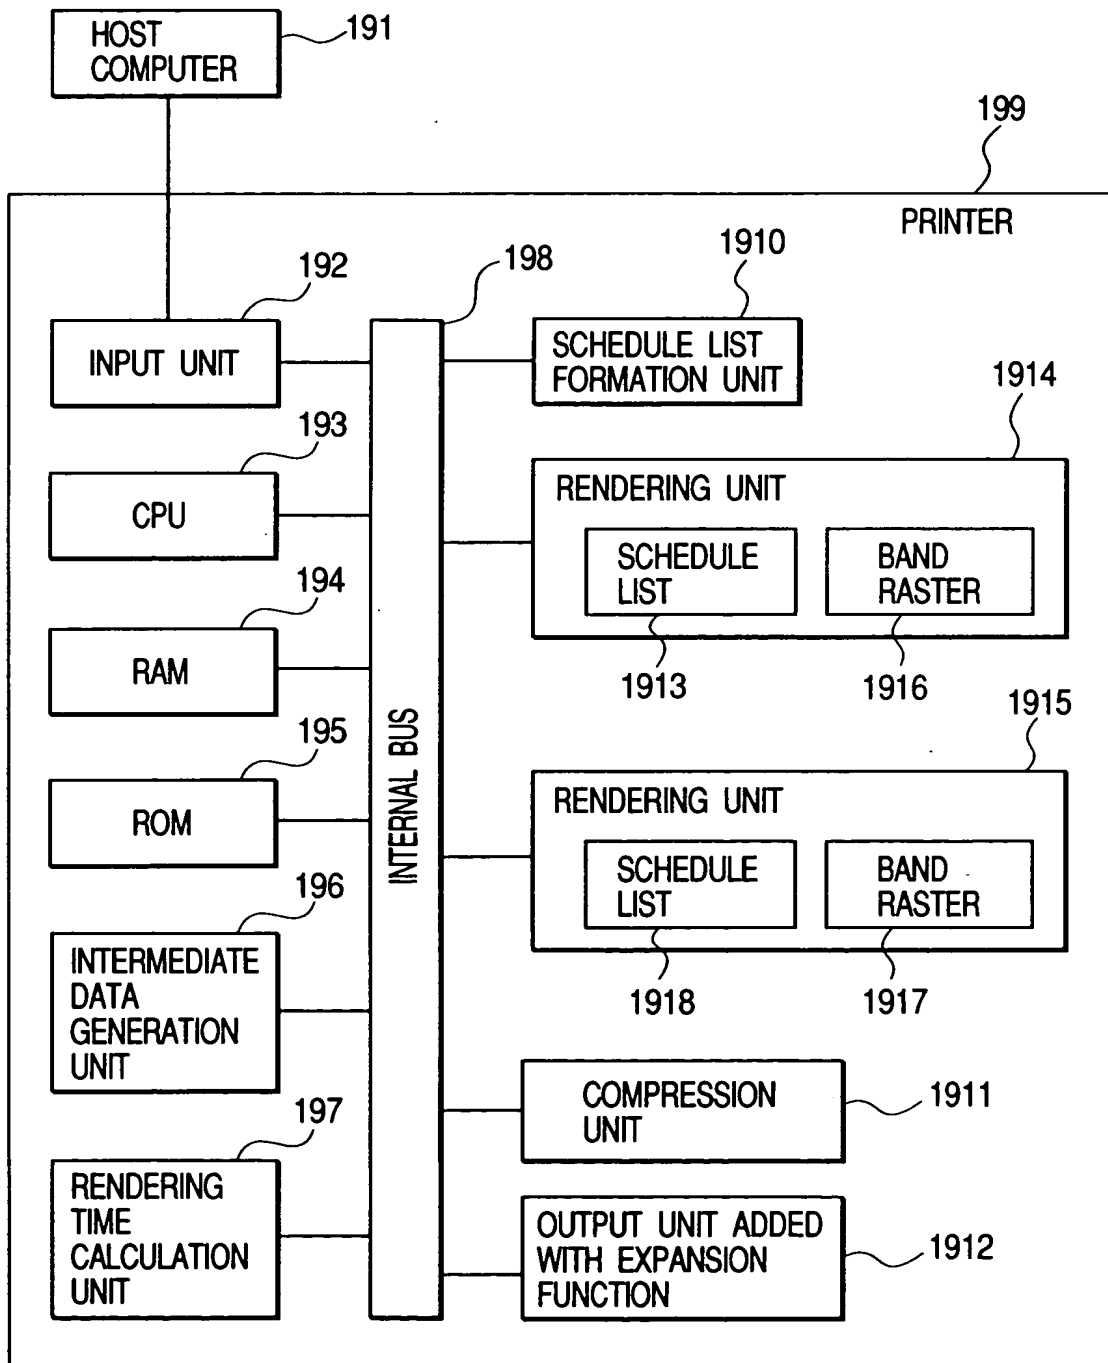 HOST
COMPUTER
191
199
PRINTER
192
INPUT UNIT
193
CPU
194
RAM
195
ROM
196
INTERMEDIATE
DATA
GENERATION
UNIT
197
RENDERING
TIME
CALCULATION
UNIT
198
INTERNAL BUS
1910
SCHEDULE LIST
FORMATION UNIT
1914
RENDERING UNIT
SCHEDULE
LIST
BAND
RASTER
1913
1916
1915
RENDERING UNIT
SCHEDULE
LIST
BAND
RASTER
1918
1917
COMPRESSION
UNIT
1911
OUTPUT UNIT ADDED
WITH EXPANSION
FUNCTION
1912